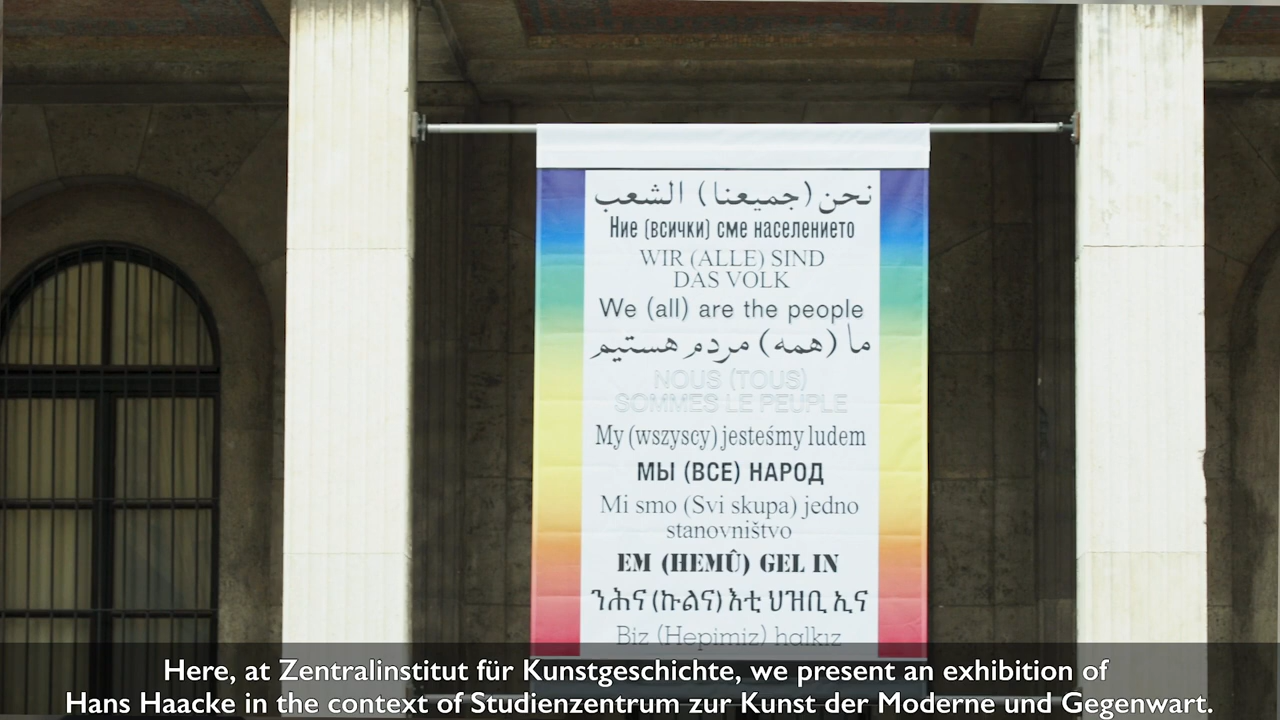 نحن (جميعنا) الشعب
Ние (всички) сме населението
WIR (ALLE) SIND
DAS VOLK
We (all) are the people
ما (همه) مردم هستیم
NOUS (TOUS)
SOMMES LE PEUPLE
My (wszyscy) jesteśmy ludem
МЫ (ВСЕ) НАРОД
Mi smo (Svi skupa) jedno
stanovništvo
EM (HEMÛ) GEL IN
ንሕና (ኩልና) እቲ ህዝቢ ኢና
Biz (Hepimiz) halkız
Here, at Zentralinstitut für Kunstgeschichte, we present an exhibition of
Hans Haacke in the context of Studienzentrum zur Kunst der Moderne und Gegenwart.